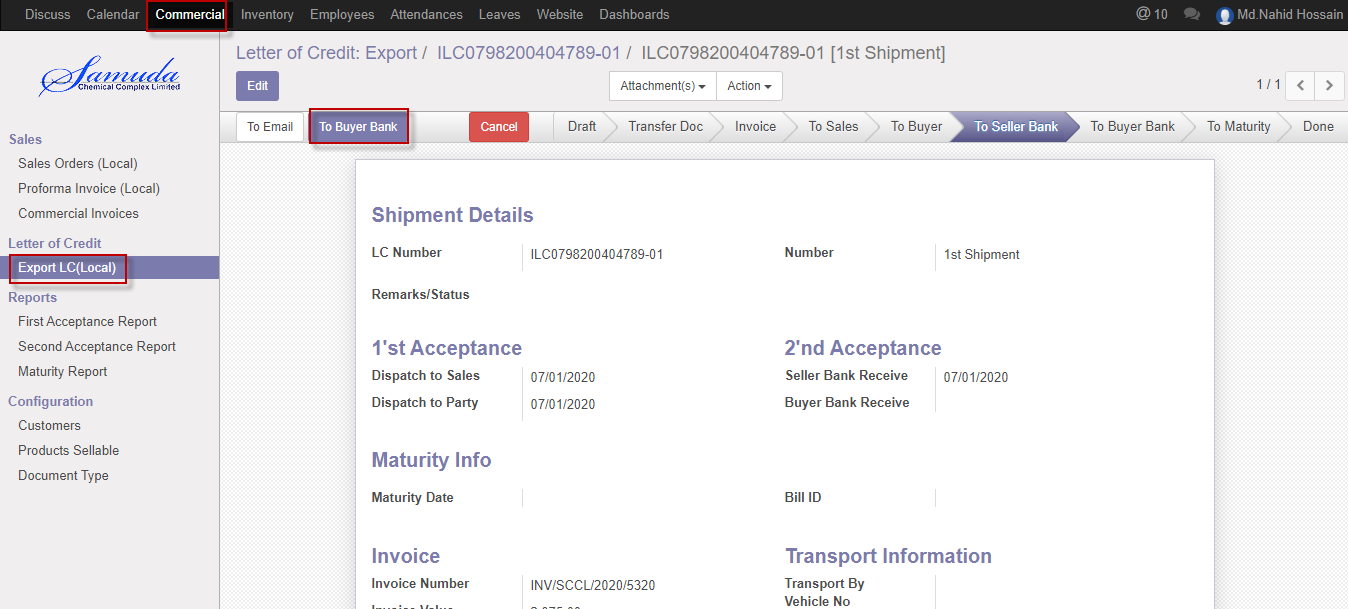 Discuss Calendar Commercial Inventory Employees Attendances Leaves Website Dashboards @ 10 Md.Nahid Hossain
Samuda
Chemical Complex Limited
Sales
Sales Orders (Local)
Proforma Invoice (Local)
Commercial Invoices
Letter of Credit
Export LC(Local)
Reports
First Acceptance Report
Second Acceptance Report
Maturity Report
Configuration
Customers
Products Sellable
Document Type
Letter of Credit: Export / ILC0798200404789-01 / ILC0798200404789-01 [1st Shipment]
Edit Attachment(s) Action 1 / 1
To Email To Buyer Bank Cancel Draft Transfer Doc Invoice To Sales To Buyer To Seller Bank To Buyer Bank To Maturity Done
Shipment Details
LC Number ILC0798200404789-01 Number 1st Shipment
Remarks/Status
1'st Acceptance 2'nd Acceptance
Dispatch to Sales 07/01/2020 Seller Bank Receive 07/01/2020
Dispatch to Party 07/01/2020 Buyer Bank Receive
Maturity Info
Maturity Date Bill ID
Invoice Transport Information
Invoice Number INV/SCCL/2020/5320 Transport By
Invoice Value Vehicle No